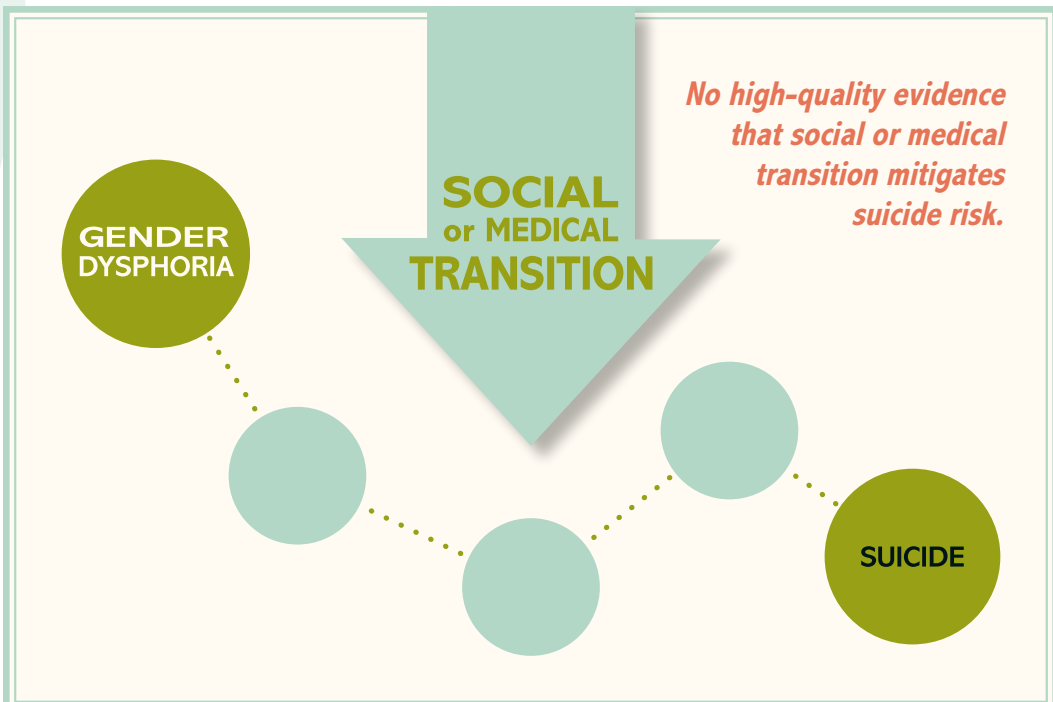 No high-quality evidence
that social or medical
transition mitigates
suicide risk.
SOCIAL
or MEDICAL
TRANSITION
GENDER
DYSPHORIA
SUICIDE